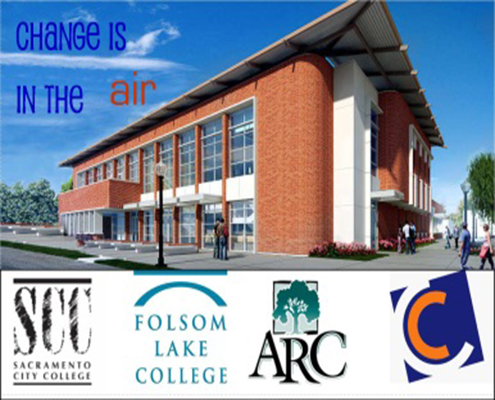 CHANGE IS
IN THE air
SCC
SACRAMENTO
CITY COLLEGE
FOLSOM
LAKE
COLLEGE
ARC
C